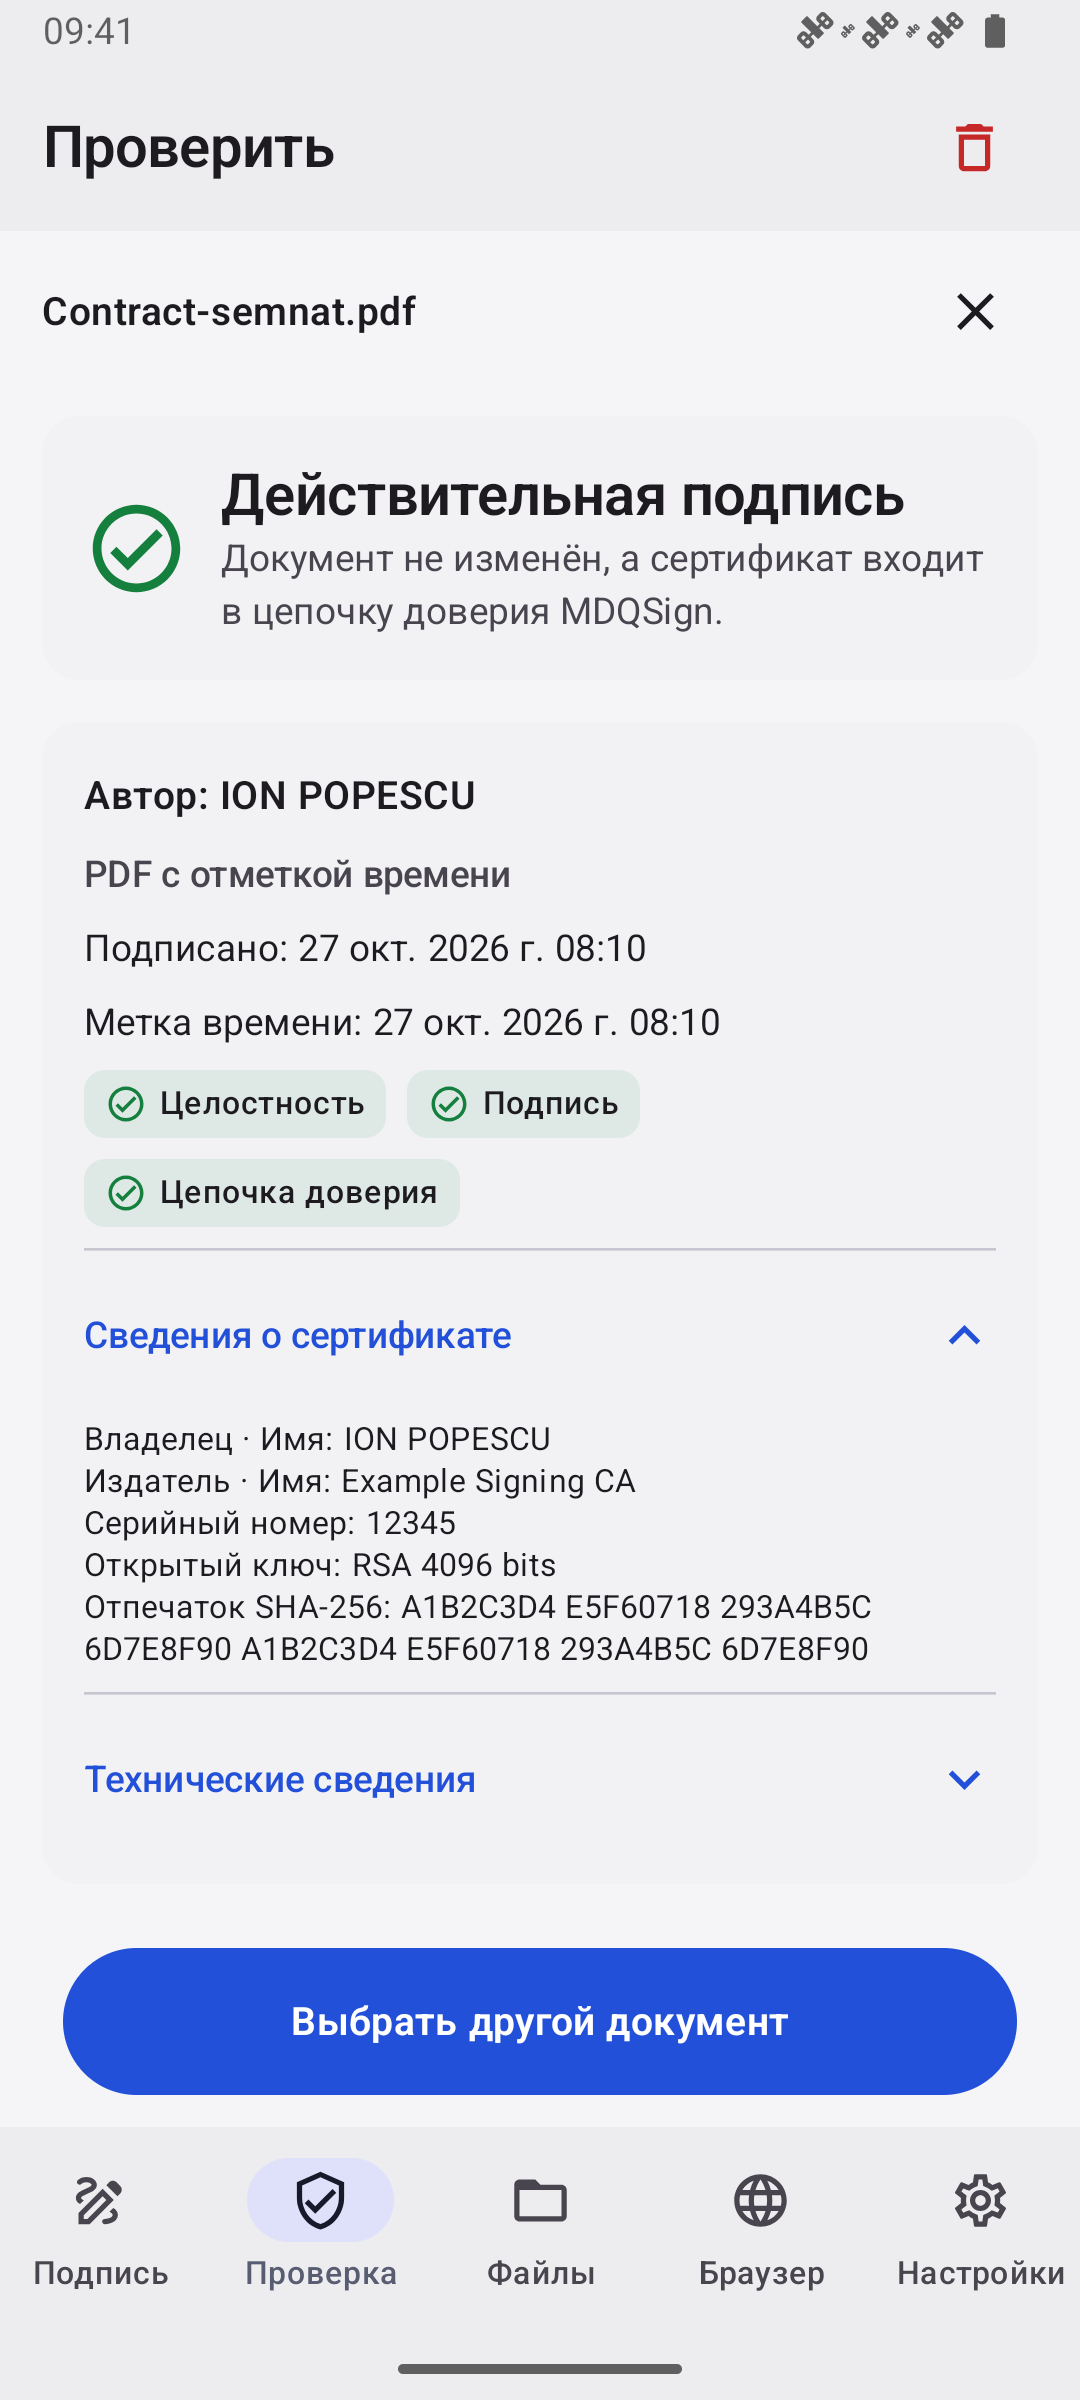 09:41
Проверить
Contract-semnat.pdf
Действительная подпись
Документ не изменён, а сертификат входит
в цепочку доверия MDQSign.
Автор: ION POPESCU
PDF с отметкой времени
Подписано: 27 окт. 2026 г. 08:10
Метка времени: 27 окт. 2026 г. 08:10
Целостность Подпись
Цепочка доверия
Сведения о сертификате
Владелец · Имя: ION POPESCU
Издатель · Имя: Example Signing CA
Серийный номер: 12345
Открытый ключ: RSA 4096 bits
Отпечаток SHA-256: A1B2C3D4 E5F60718 293A4B5C
6D7E8F90 A1B2C3D4 E5F60718 293A4B5C 6D7E8F90
Технические сведения
Выбрать другой документ
Подпись Проверка Файлы Браузер Настройки